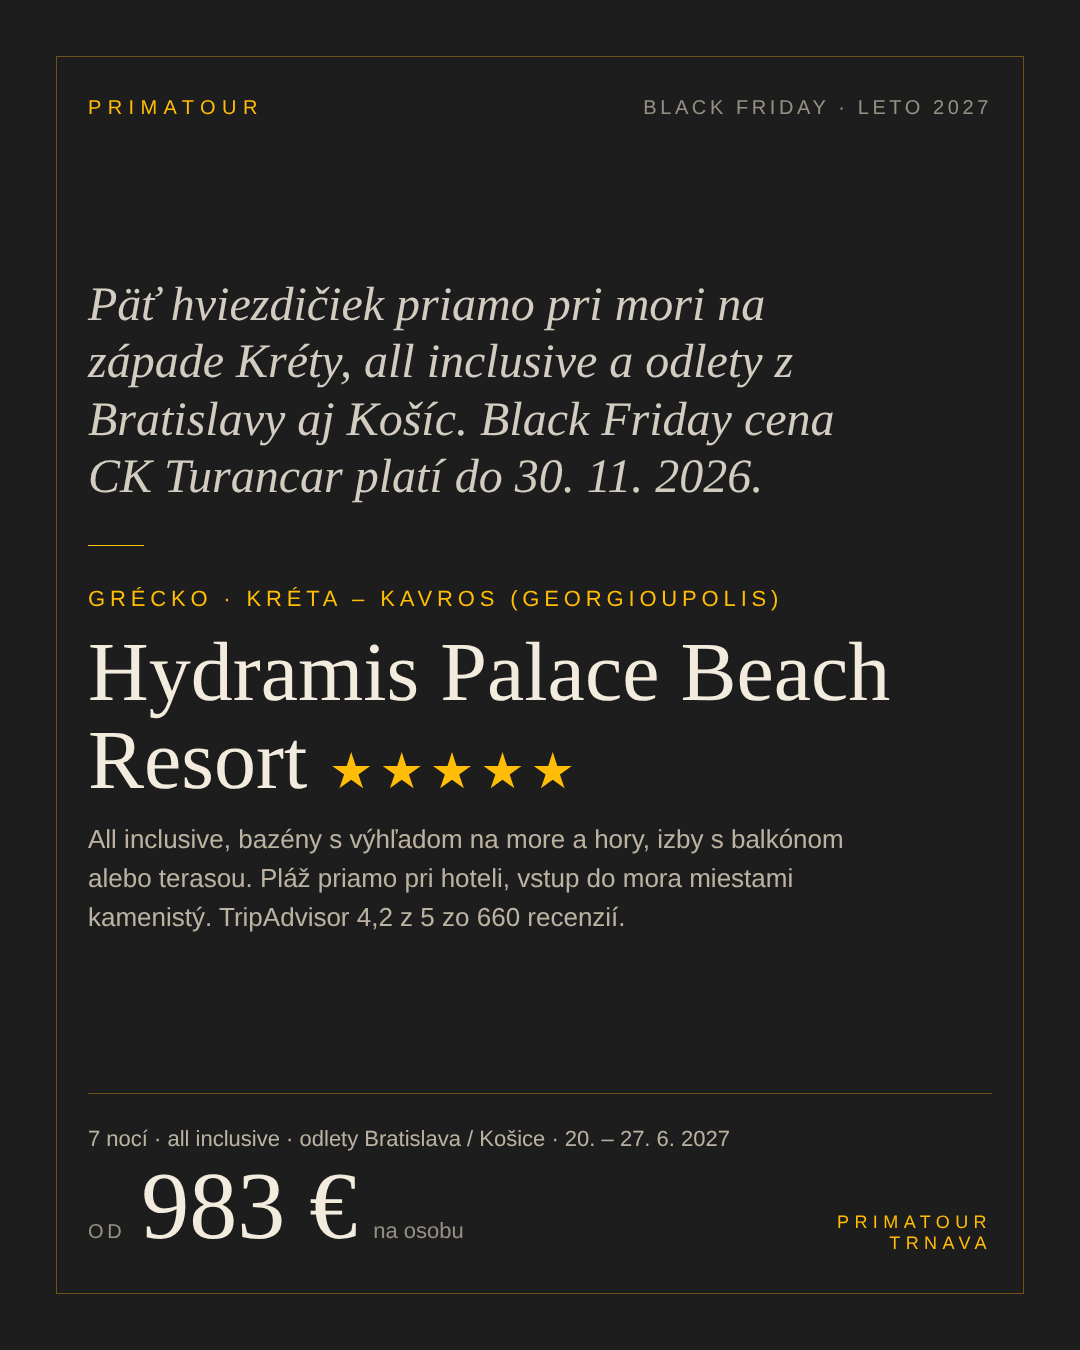 PRIMATOUR
BLACK FRIDAY · LETO 2027
Päť hviezdičiek priamo pri mori na
západe Kréty, all inclusive a odlety z
Bratislavy aj Košíc. Black Friday cena
CK Turancar platí do 30. 11. 2026.
GRÉCKO · KRÉTA – KAVROS (GEORGIOUPOLIS)
Hydramis Palace Beach
Resort ★★★★★
All inclusive, bazény s výhľadom na more a hory, izby s balkónom
alebo terasou. Pláž priamo pri hoteli, vstup do mora miestami
kamenistý. TripAdvisor 4,2 z 5 zo 660 recenzií.
7 nocí · all inclusive · odlety Bratislava / Košice · 20. – 27. 6. 2027
OD 983 € na osobu
PRIMATOUR
TRNAVA